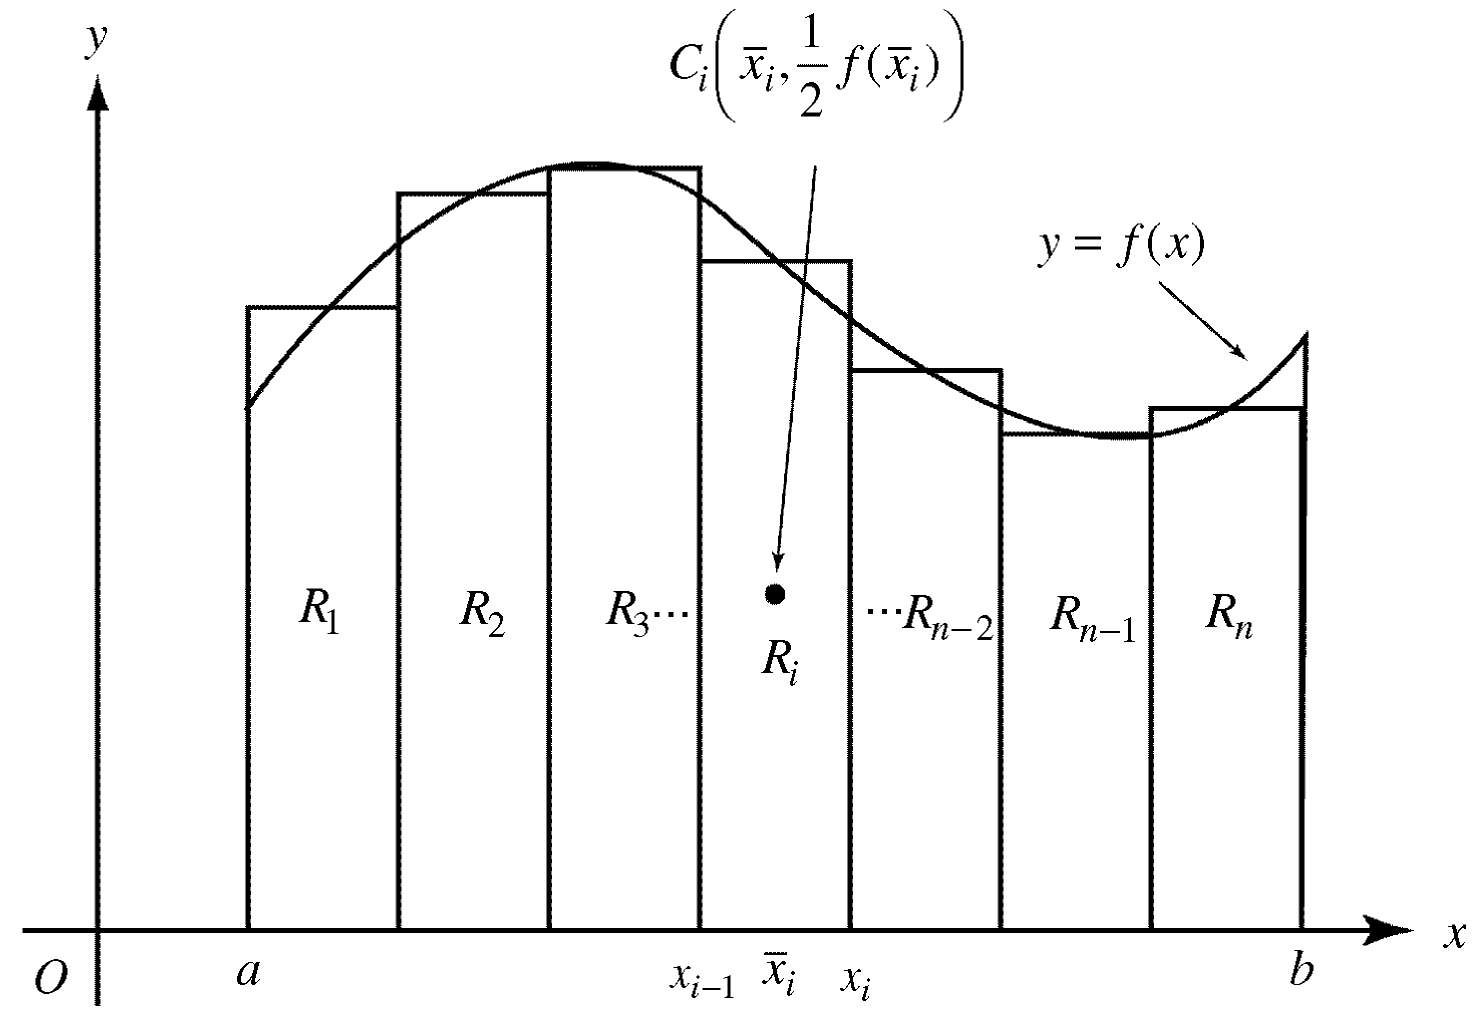 y
C_i(x̄_i, 1/2 f(x̄_i))
y = f(x)
R_1 R_2 R_3··· R_i ···R_{n−2} R_{n−1} R_n
O a x_{i−1} x̄_i x_i b x